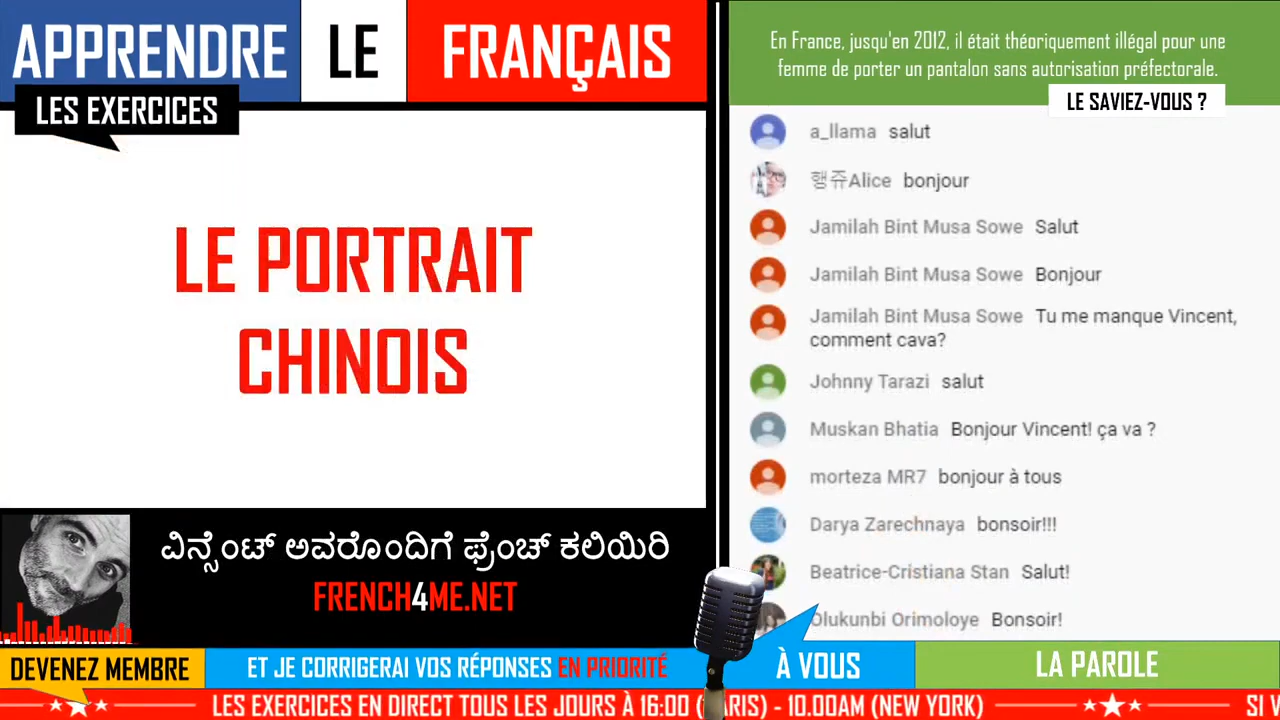 APPRENDRE LE FRANÇAIS
LES EXERCICES
LE PORTRAIT
CHINOIS
ವಿನ್ಸೆಂಟ್ ಅವರೊಂದಿಗೆ ಫ್ರೆಂಚ್ ಕಲಿಯಿರಿ
FRENCH4ME.NET
En France, jusqu'en 2012, il était théoriquement illégal pour une
femme de porter un pantalon sans autorisation préfectorale.
LE SAVIEZ-VOUS ?
a_llama salut
행쥬Alice bonjour
Jamilah Bint Musa Sowe Salut
Jamilah Bint Musa Sowe Bonjour
Jamilah Bint Musa Sowe Tu me manque Vincent,
comment cava?
Johnny Tarazi salut
Muskan Bhatia Bonjour Vincent! ça va ?
morteza MR7 bonjour à tous
Darya Zarechnaya bonsoir!!!
Beatrice-Cristiana Stan Salut!
Olukunbi Orimoloye Bonsoir!
DEVENEZ MEMBRE
ET JE CORRIGERAI VOS RÉPONSES EN PRIORITÉ
À VOUS
LA PAROLE
LES EXERCICES EN DIRECT TOUS LES JOURS À 16:00 (PARIS) - 10.00AM (NEW YORK)
SI V